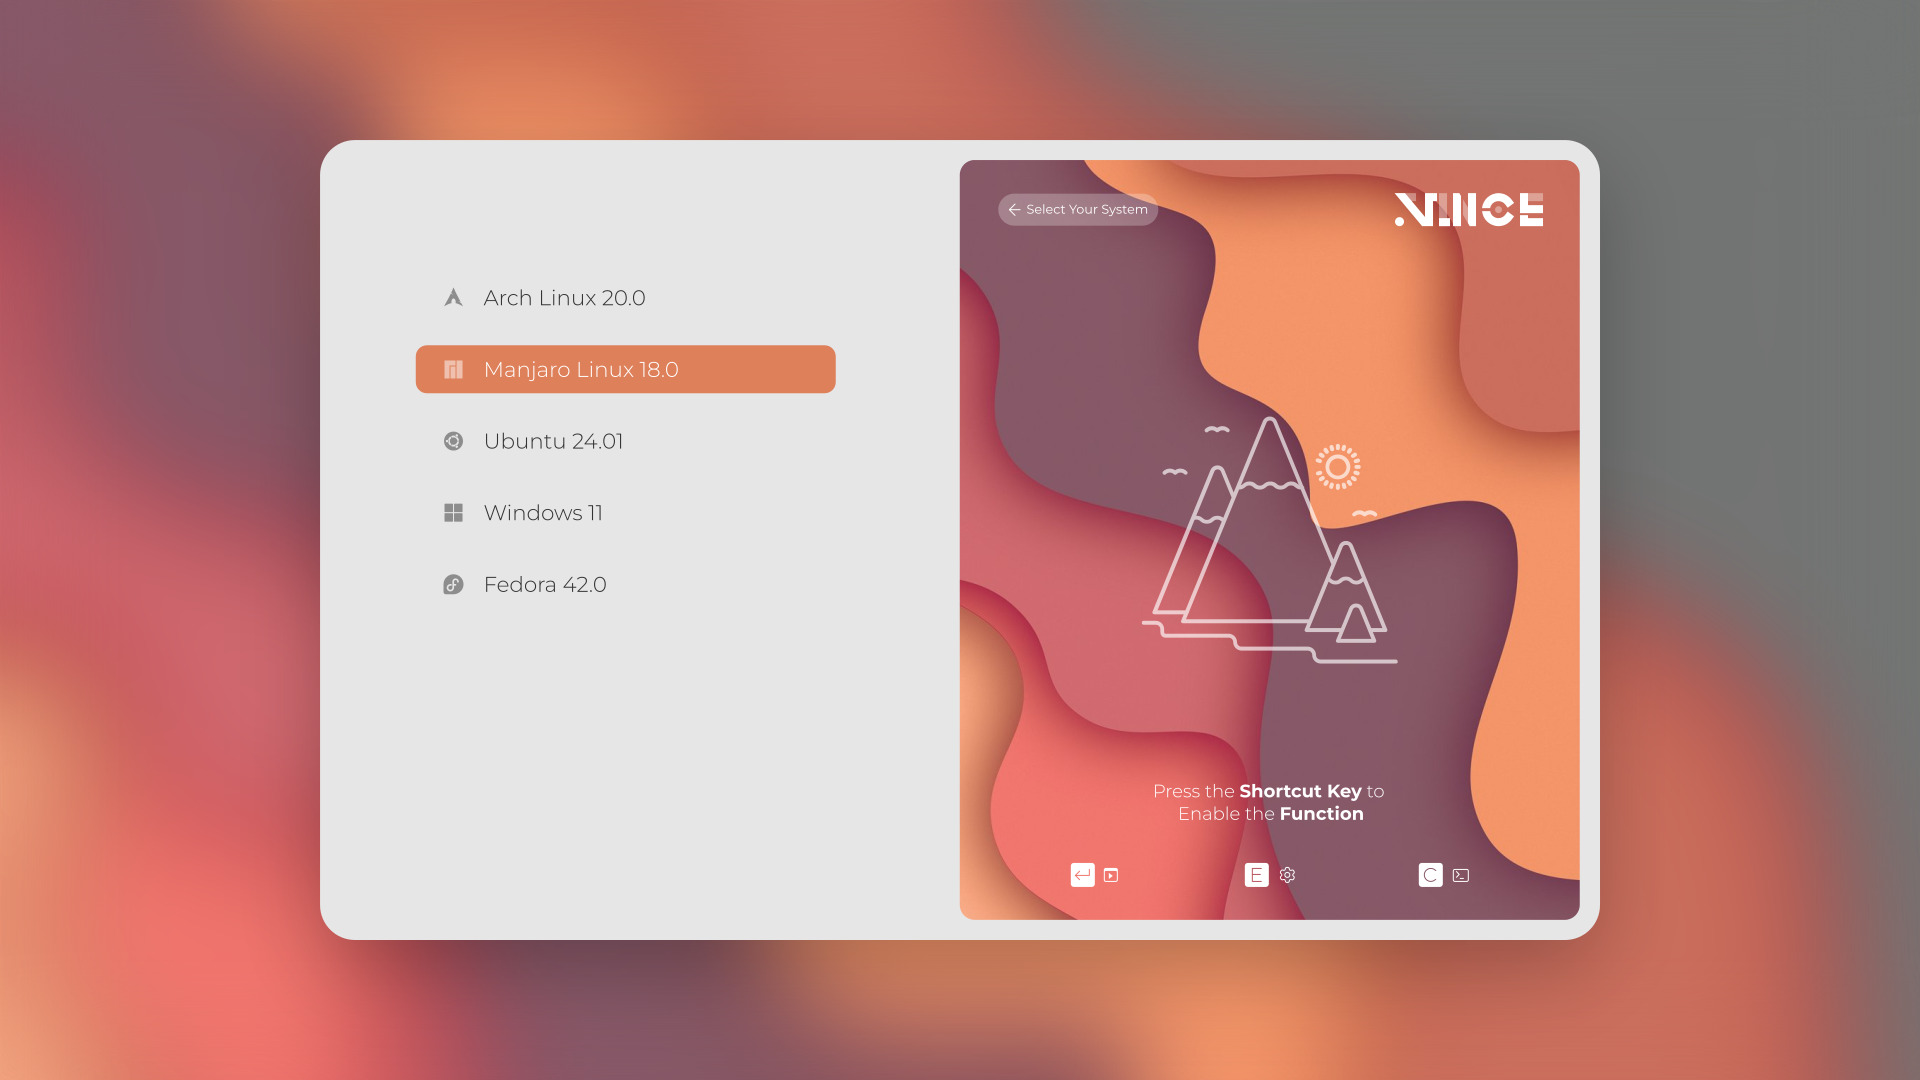 Arch Linux 20.0
Manjaro Linux 18.0
Ubuntu 24.01
Windows 11
Fedora 42.0
← Select Your System
.VINCE
Press the Shortcut Key to
Enable the Function
E
C